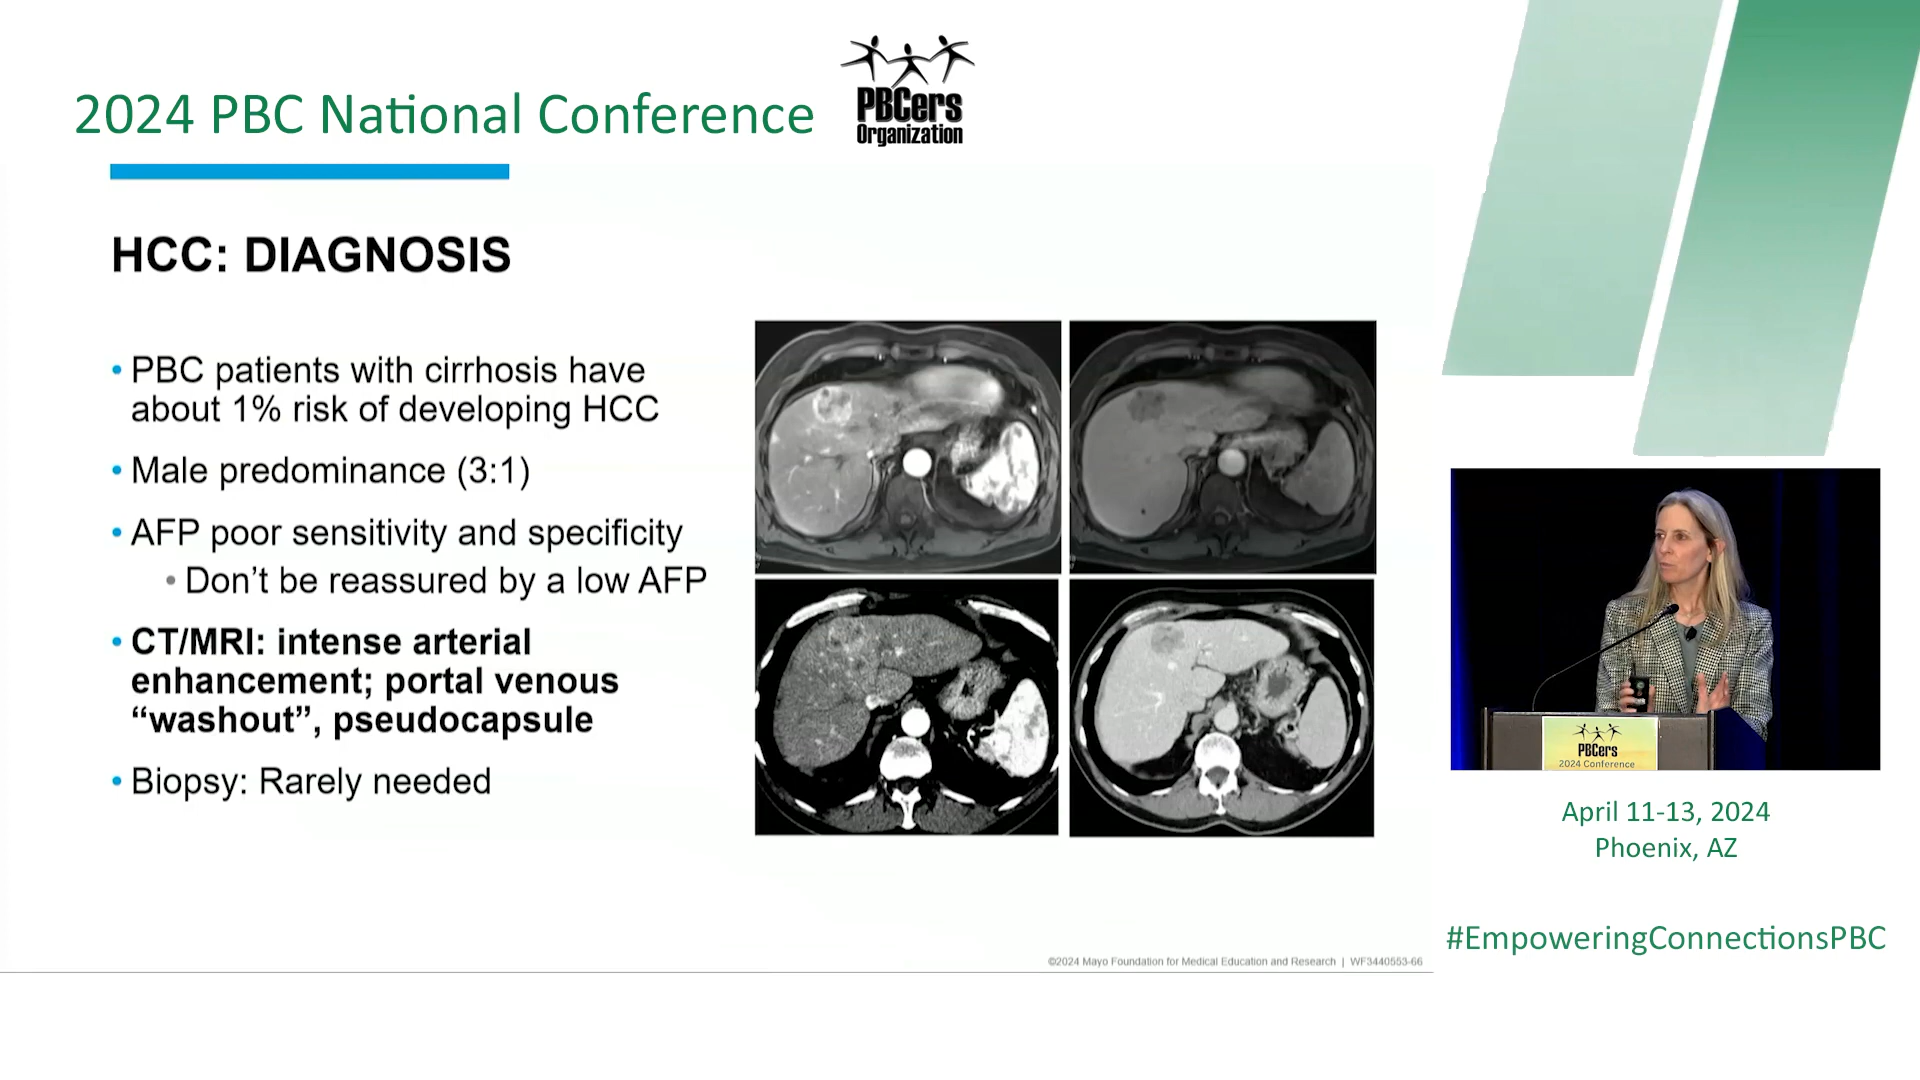 2024 PBC National Conference
PBCers
Organization
HCC: DIAGNOSIS
• PBC patients with cirrhosis have
about 1% risk of developing HCC
• Male predominance (3:1)
• AFP poor sensitivity and specificity
• Don’t be reassured by a low AFP
• CT/MRI: intense arterial
enhancement; portal venous
“washout”, pseudocapsule
• Biopsy: Rarely needed
©2024 Mayo Foundation for Medical Education and Research | WF3440553-66
PBCers
2024 Conference
April 11-13, 2024
Phoenix, AZ
#EmpoweringConnectionsPBC